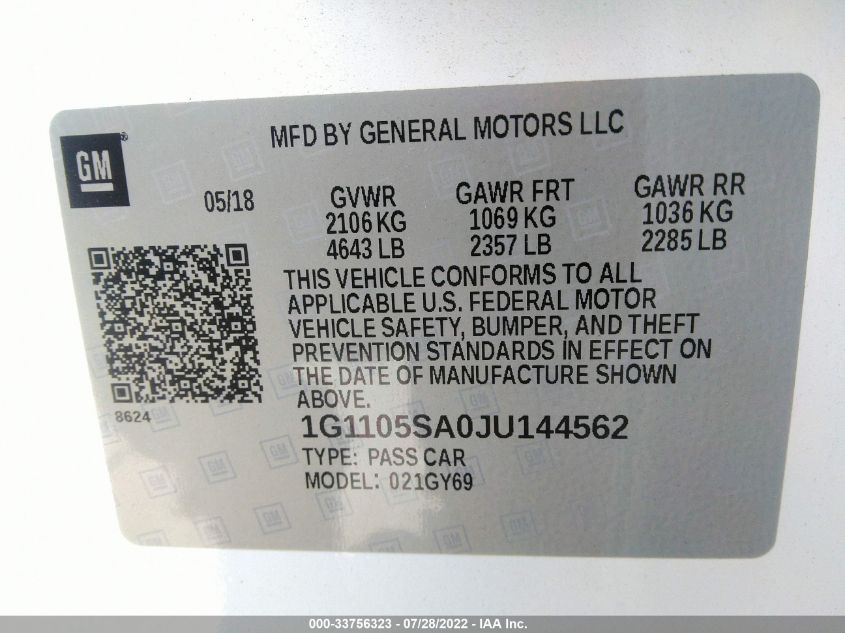 MFD BY GENERAL MOTORS LLC
GM®
05/18
GVWR GAWR FRT GAWR RR
2106 KG 1069 KG 1036 KG
4643 LB 2357 LB 2285 LB
THIS VEHICLE CONFORMS TO ALL
APPLICABLE U.S. FEDERAL MOTOR
VEHICLE SAFETY, BUMPER, AND THEFT
PREVENTION STANDARDS IN EFFECT ON
THE DATE OF MANUFACTURE SHOWN
ABOVE.
8624
1G1105SA0JU144562
TYPE: PASS CAR
MODEL: 021GY69
000-33756323 - 07/28/2022 - IAA Inc.